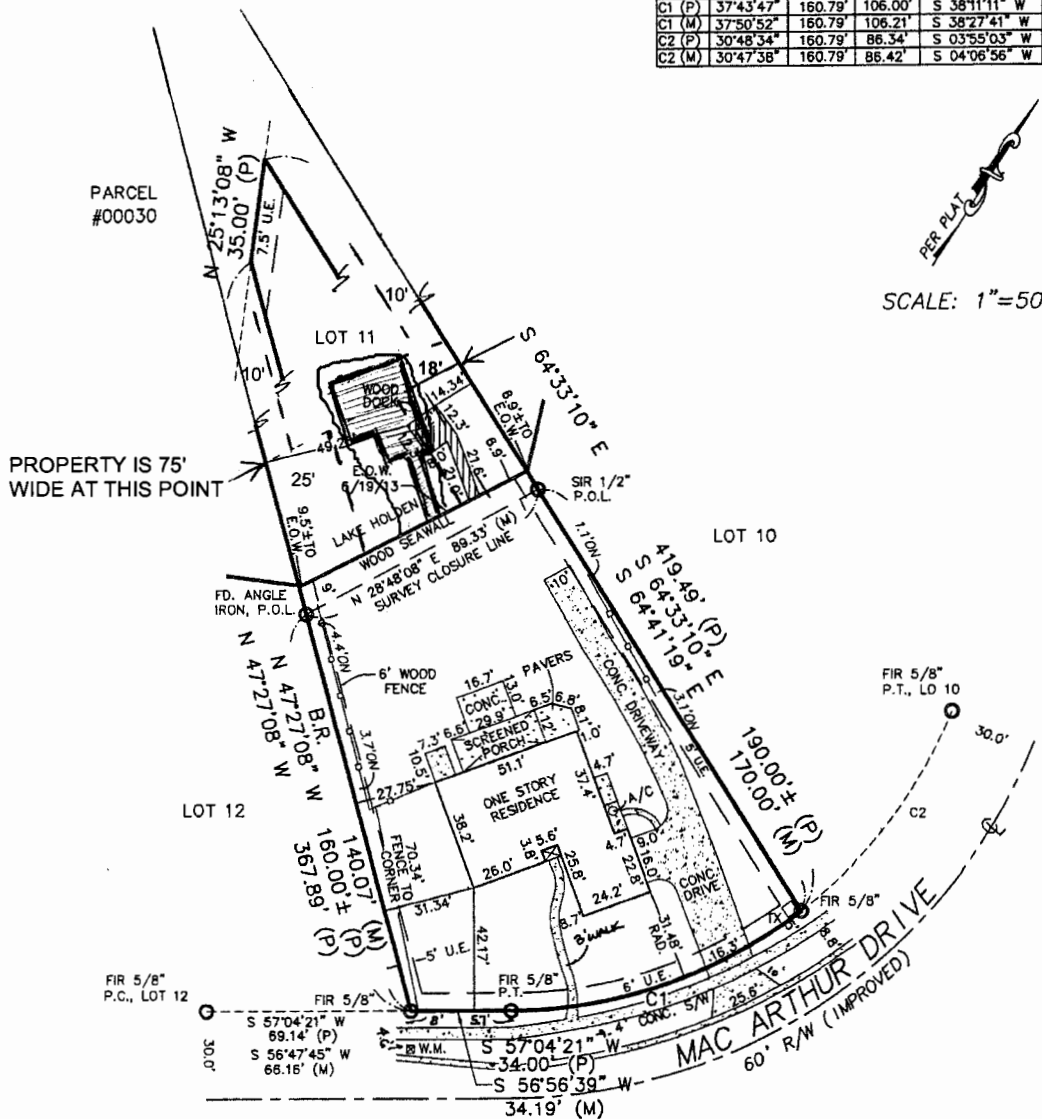 C1 (P) 37°43'47" 160.79' 106.00' S 38°11'11" W
C1 (M) 37°50'52" 160.79' 106.21' S 38°27'41" W
C2 (P) 30°48'34" 160.79' 86.34' S 03°55'03" W
C2 (M) 30°47'38" 160.79' 86.42' S 04°06'56" W
PER PLAT
SCALE: 1"=50
PARCEL
#00030
N 25°13'08" W
35.00' (P)
7.5' U.E.
10'
10'
LOT 11
18'
S 64°33'10" E
WOOD
DOCK
14.34'
12.3'
8.9'± TO
E.O.W.
49.2'
PROPERTY IS 75'
WIDE AT THIS POINT
25'
E.O.W.
6/19/13
21.0'
21.6'
8.9'
9.5'± TO
E.O.W.
LAKE HOLDEN
WOOD SEAWALL
N 28°48'08" E 89.33' (M)
SURVEY CLOSURE LINE
SIR 1/2"
P.O.L.
LOT 10
FD. ANGLE
IRON, P.O.L.
9'
4.4'ON
6' WOOD
FENCE
1.1'ON
10"
419.49' (P)
S 64°33'10" E
S 64°41'19" E
PAVERS
16.7'
CONC.
13.0'
6.5'
6.8'
8.1'
7.3'
6.6'
29.9'
12'
SCREENED
PORCH
10.5'
51.1'
1.0'
CONC. DRIVEWAY
3.1'ON
5' U.E.
FIR 5/8"
P.T., LO 10
30.0'
C2
N 47°27'08" W
N 47°27'08" W
B.R.
3.7'ON
27.75'
ONE STORY
RESIDENCE
37.4'
4.7'
A/C
190.00'± (P)
170.00' (M)
LOT 12
38.2'
4.7'
9.0'
70.34'
FENCE TO
CORNER
3.8'
5.6'
26.0'
25.8'
22.8'
16.0'
CONC.
DRIVE
140.07' (M)
160.00'± (P)
367.89' (P)
31.34'
24.2'
8.7'
B'WALK
31.48'
RAD.
FIR 5/8"
5' U.E.
42.17'
16.3'
8.8'
FIR 5/8"
P.C., LOT 12
FIR 5/8"
FIR 5/8"
P.T.
6' U.E.
C1
CONC. S/W
25.6'
MAC ARTHUR DRIVE
60' R/W (IMPROVED)
S 57°04'21" W
69.14' (P)
S 56°47'45" W
66.16' (M)
30.0'
4.6'
W.M.
8'
5.1'
4'
S 57°04'21" W
34.00' (P)
S 56°56'39" W
34.19' (M)